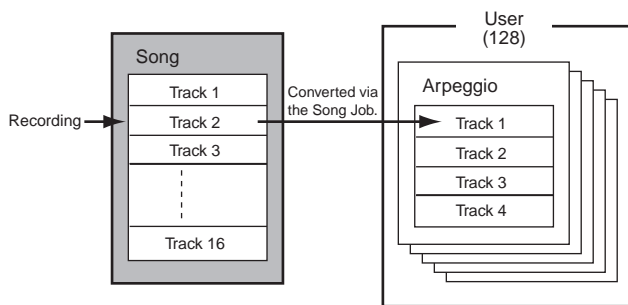 Recording
Song
Track 1
Track 2
Track 3
Track 16
Converted via
the Song Job.
User
(128)
Arpeggio
Track 1
Track 2
Track 3
Track 4